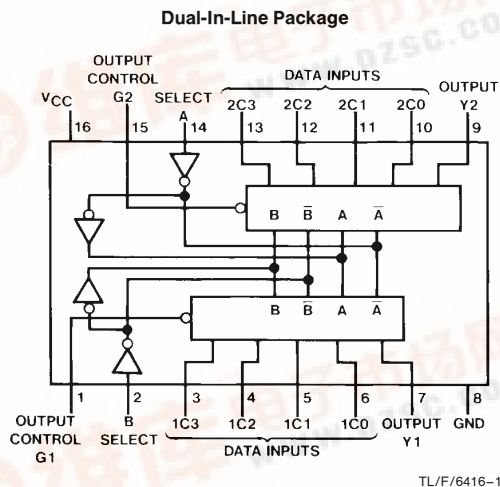 Dual-In-Line Package
OUTPUT
CONTROL
G2
SELECT
A
DATA INPUTS
OUTPUT
Y2
VCC
2C3
2C2
2C1
2C0
16
15
14
13
12
11
10
9
B
B̅
A
A̅
B
B̅
A
A̅
1
2
3
4
5
6
7
8
OUTPUT
CONTROL
G1
B
SELECT
1C3
1C2
1C1
1C0
DATA INPUTS
OUTPUT
Y1
GND
TL/F/6416–1